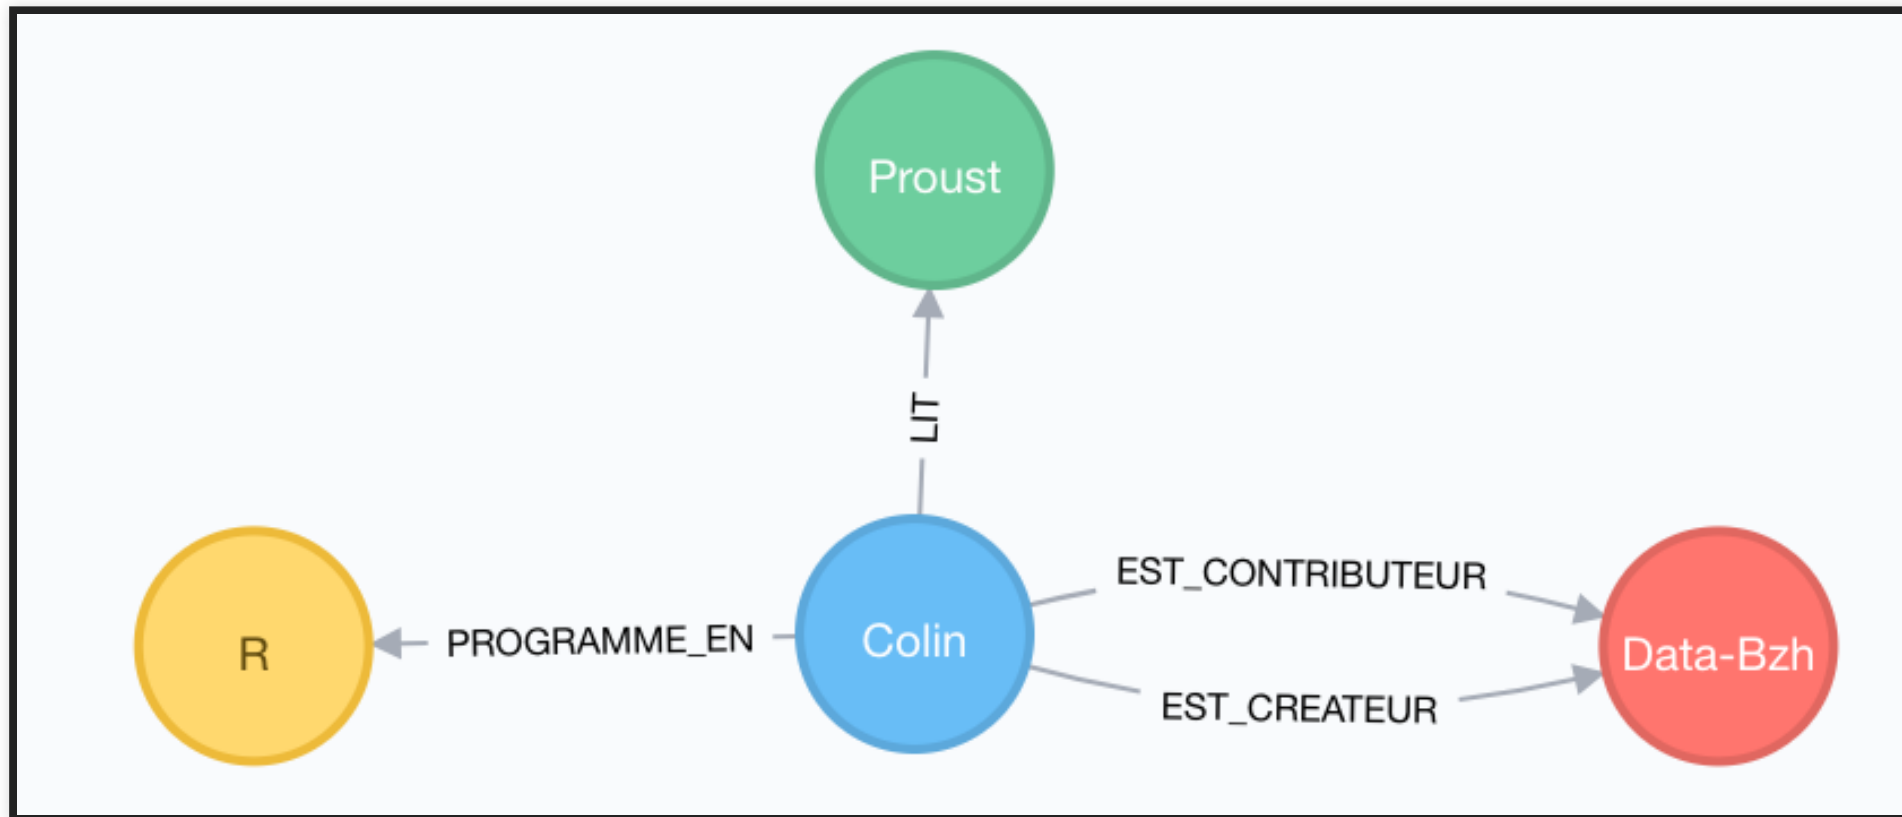 Proust
LIT
EST_CONTRIBUTEUR
R
PROGRAMME_EN
Colin
Data-Bzh
EST_CREATEUR